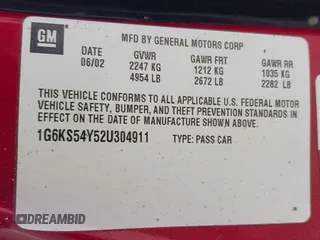 GM
MFD BY GENERAL MOTORS CORP
DATE GVWR GAWR FRT GAWR RR
06/02 2247 KG 1212 KG 1035 KG
4954 LB 2672 LB 2282 LB
THIS VEHICLE CONFORMS TO ALL APPLICABLE U.S. FEDERAL MOTOR
VEHICLE SAFETY, BUMPER, AND THEFT PREVENTION STANDARDS
IN EFFECT ON THE DATE OF MANUFACTURE SHOWN ABOVE.
1G6KS54Y52U304911 TYPE: PASS CAR
DREAMBID